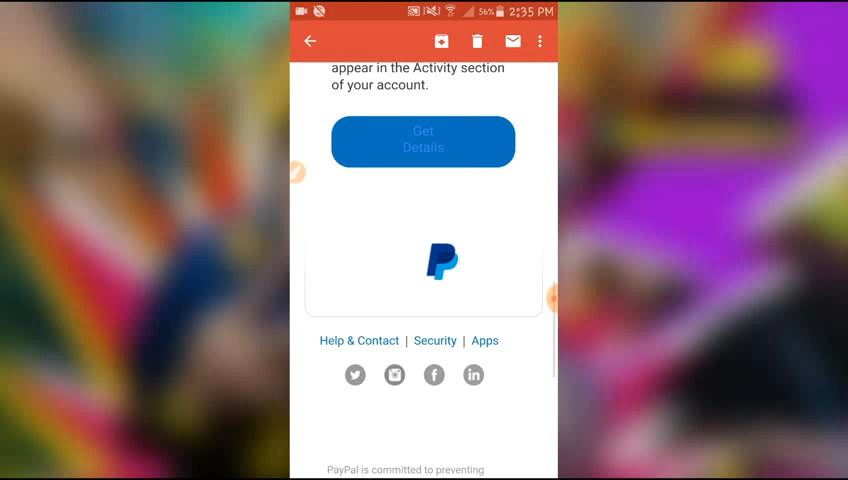 56% 2:35 PM
appear in the Activity section
of your account.
Get
Details
Help & Contact | Security | Apps
PayPal is committed to preventing